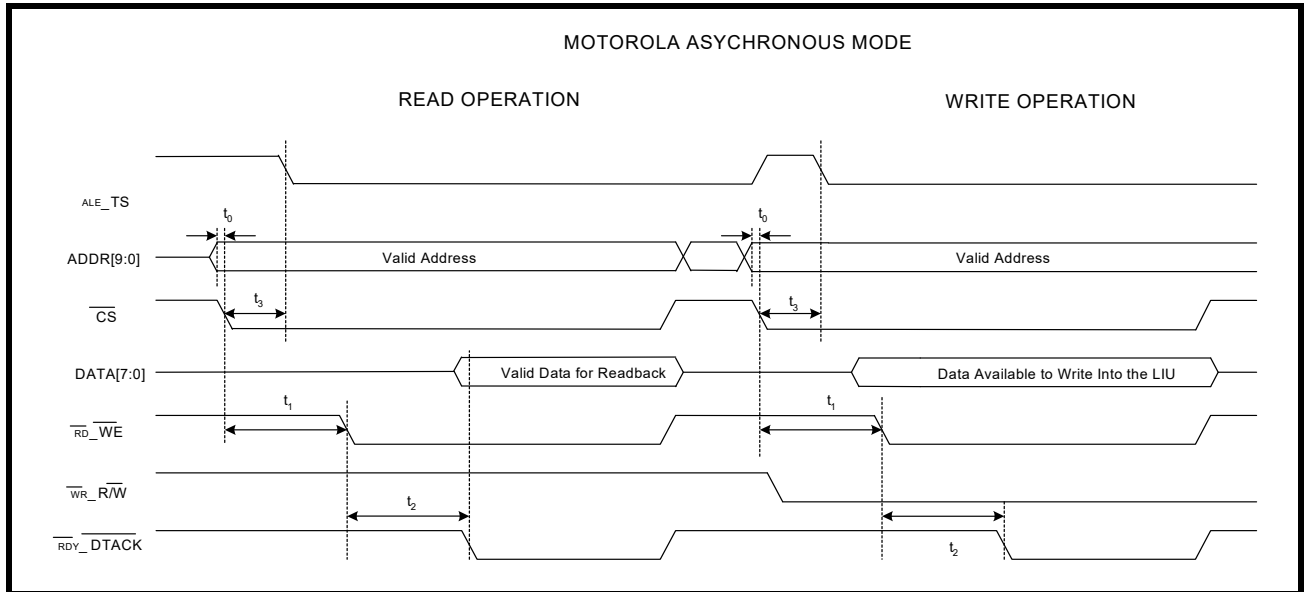 MOTOROLA ASYCHRONOUS MODE
READ OPERATION WRITE OPERATION
ALE_TS
t0 t0
ADDR[9:0] Valid Address Valid Address
CS t3 t3
DATA[7:0] Valid Data for Readback Data Available to Write Into the LIU
RD_WE t1 t1
WR_R/W
RDY_DTACK t2 t2